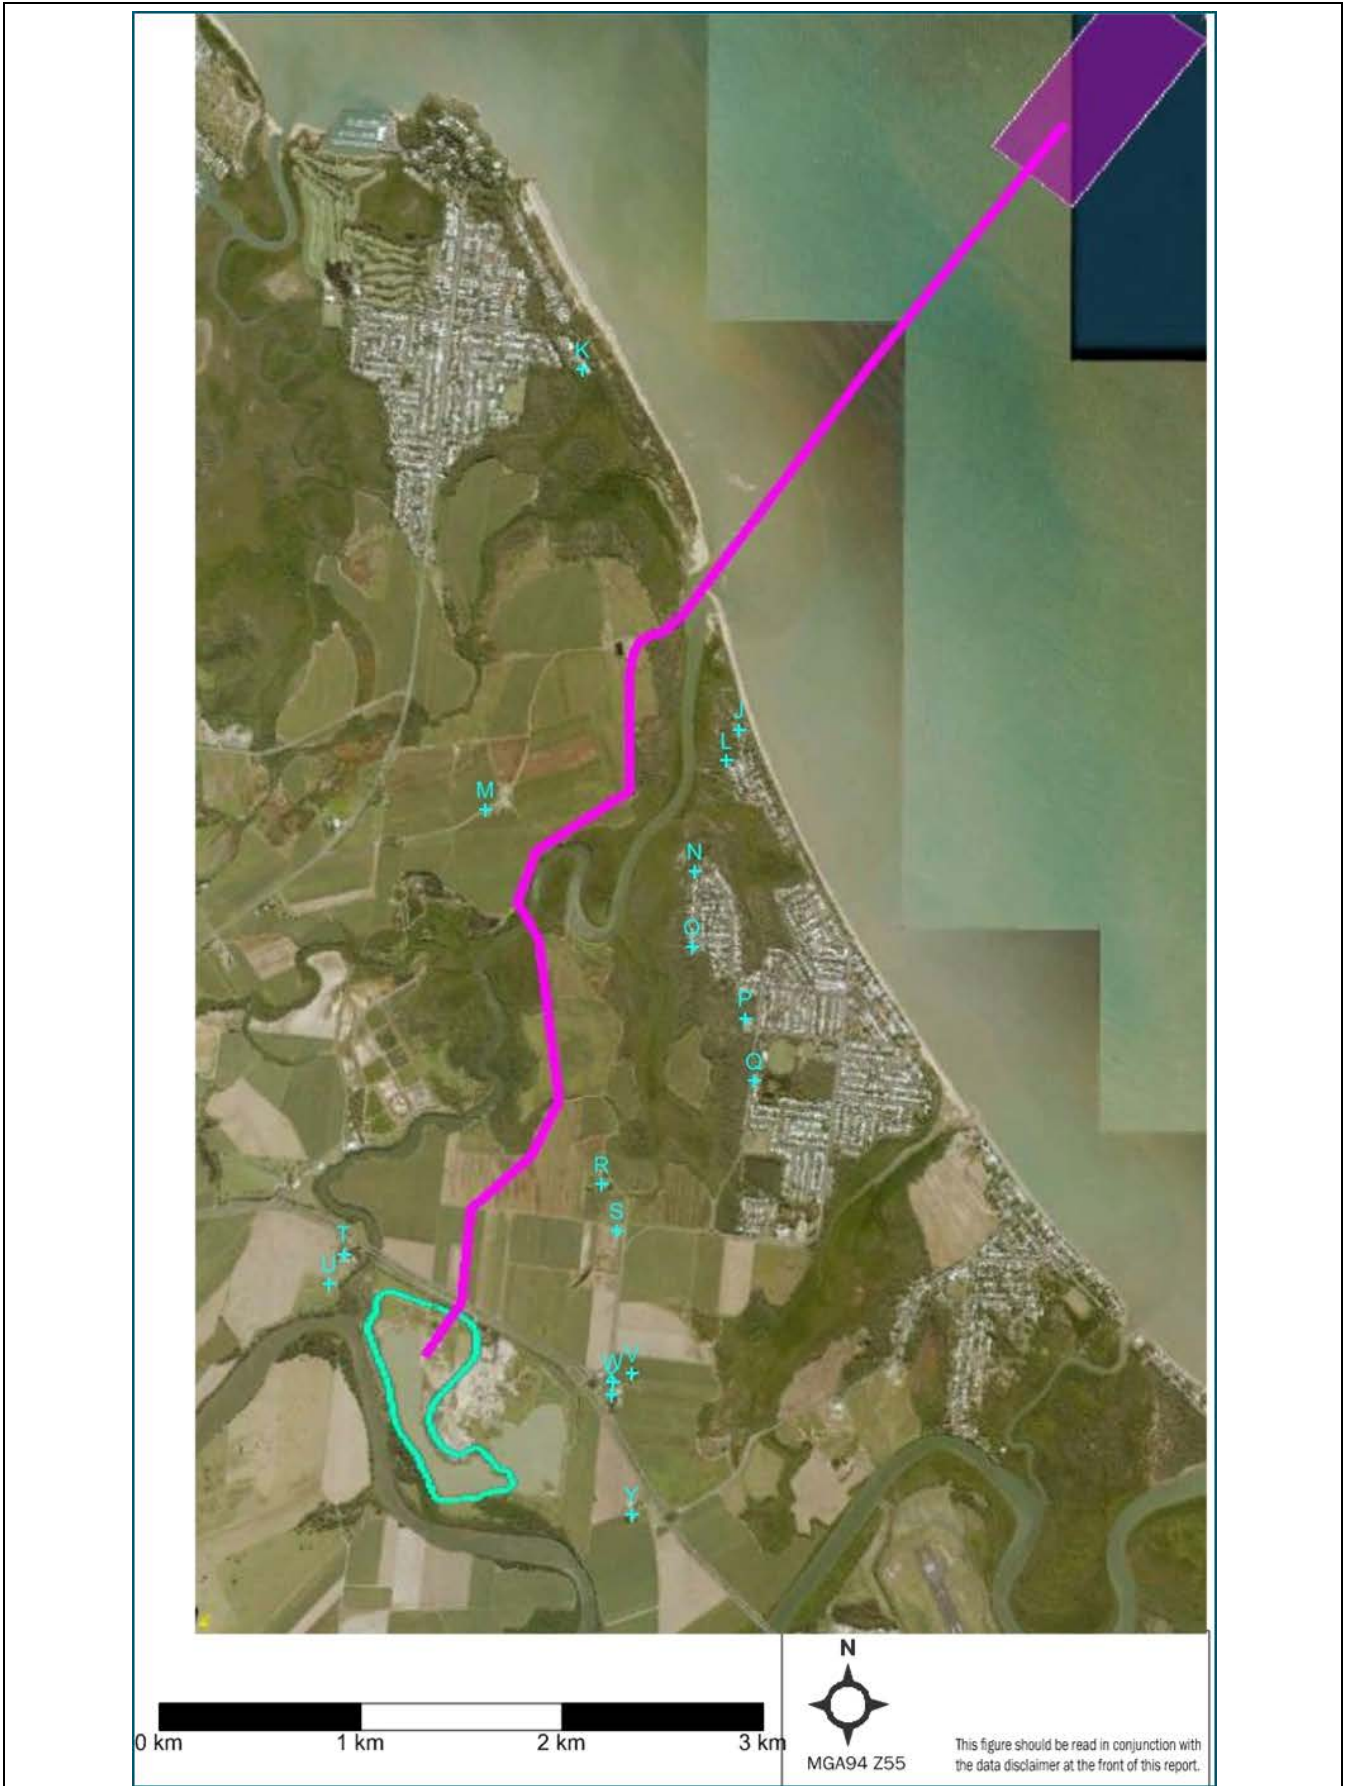 K
J
L
M
N
O
P
Q
R
S
T
U
V
W
Y
N
0 km
1 km
2 km
3 km
MGA94 Z55
This figure should be read in conjunction with
the data disclaimer at the front of this report.